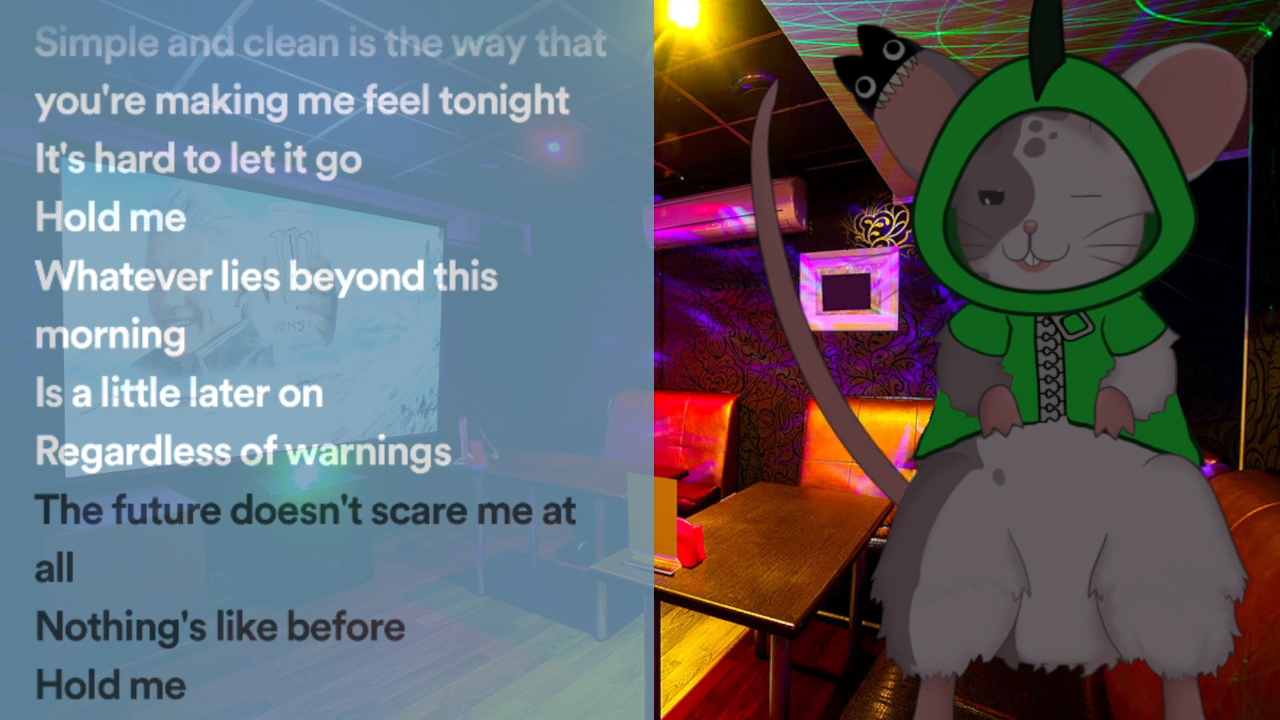 Simple and clean is the way that
you're making me feel tonight
It's hard to let it go
Hold me
Whatever lies beyond this
morning
Is a little later on
Regardless of warnings
The future doesn't scare me at
all
Nothing's like before
Hold me